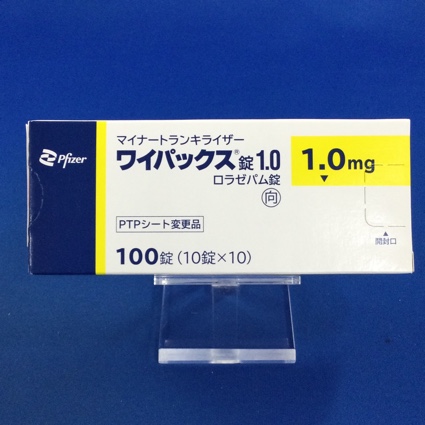 Pfizer
マイナートランキライザー
ワイパックス®錠1.0
ロラゼパム錠
向
1.0mg
PTPシート変更品
100錠(10錠×10)
開封口